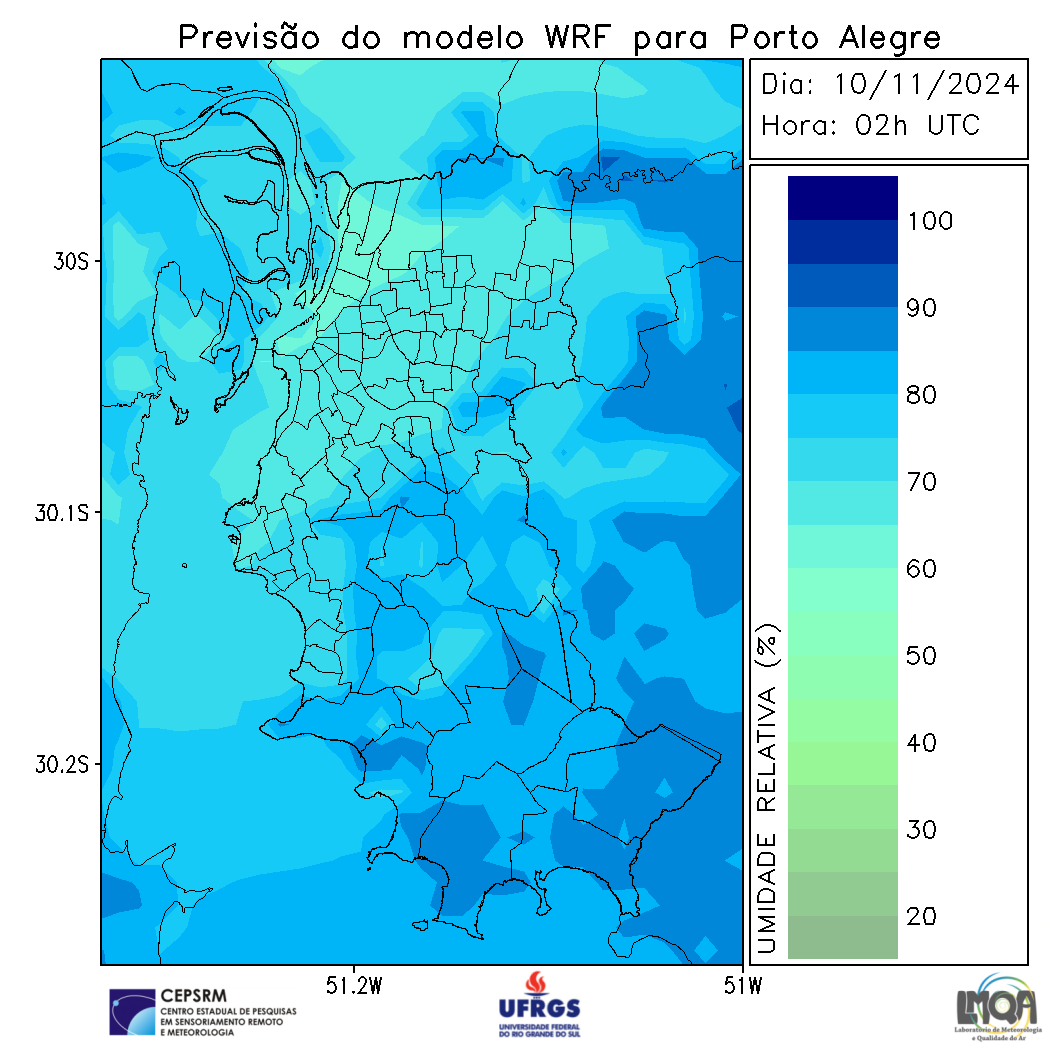 Previsão do modelo WRF para Porto Alegre
Dia: 10/11/2024
Hora: 02h UTC
30S
30.1S
30.2S
51.2W
51W
100
90
80
70
60
50
40
30
20
UMIDADE RELATIVA (%)
CEPSRM
CENTRO ESTADUAL DE PESQUISAS
EM SENSORIAMENTO REMOTO
E METEOROLOGIA
UFRGS
UNIVERSIDADE FEDERAL
DO RIO GRANDE DO SUL
LMQA
Laboratório de Meteorologia
e Qualidade do Ar